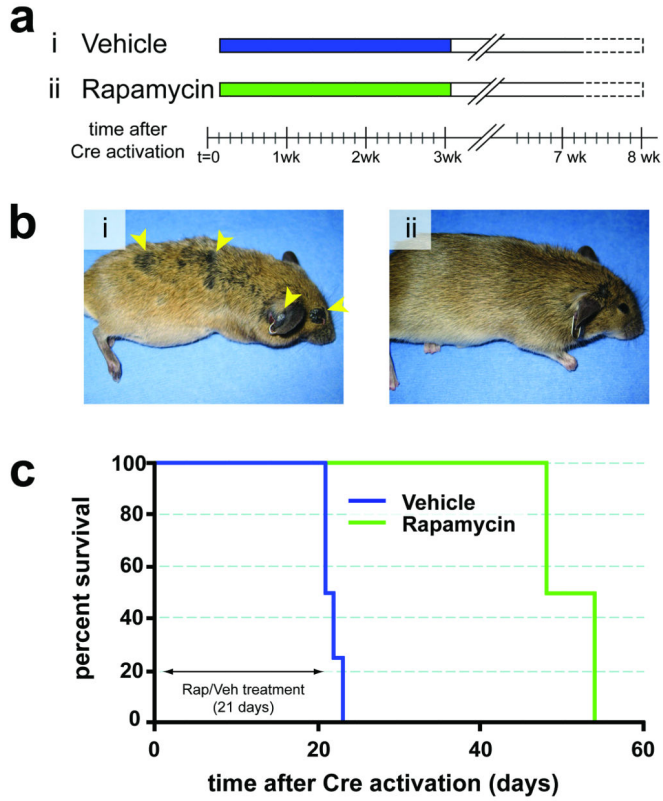 a
i Vehicle
ii Rapamycin
time after
Cre activation
t=0 1wk 2wk 3wk 7 wk 8 wk
b
i
ii
c
percent survival
100
80
60
40
20
0
Vehicle
Rapamycin
Rap/Veh treatment
(21 days)
0 20 40 60
time after Cre activation (days)